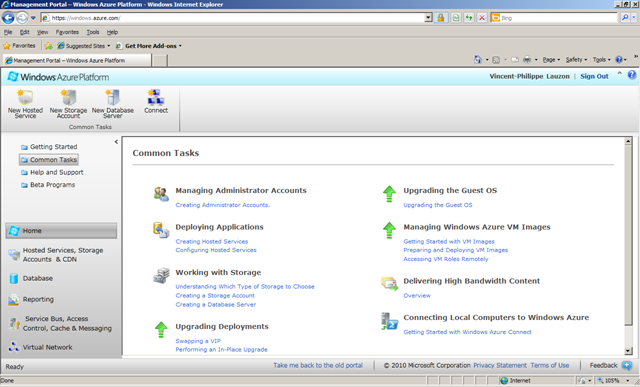 Management Portal – Windows Azure Platform - Windows Internet Explorer
https://windows.azure.com/
Bing
File Edit View Favorites Tools Help
Favorites Suggested Sites Get More Add-ons
Management Portal – Windows Azure Platform
Page Safety Tools
Windows Azure Platform
Vincent-Philippe Lauzon | Sign Out
New Hosted Service
New Storage Account
New Database Server
Connect
Common Tasks
Getting Started
Common Tasks
Help and Support
Beta Programs
Home
Hosted Services, Storage
Accounts & CDN
Database
Reporting
Service Bus, Access
Control, Cache & Messaging
Virtual Network
Common Tasks
Managing Administrator Accounts
Creating Administrator Accounts.
Deploying Applications
Creating Hosted Services
Configuring Hosted Services
Working with Storage
Understanding Which Type of Storage to Choose
Creating a Storage Account
Creating a Database Server
Upgrading Deployments
Swapping a VIP
Performing an In-Place Upgrade
Upgrading the Guest OS
Upgrading the Guest OS
Managing Windows Azure VM Images
Getting Started with VM Images
Preparing and Deploying VM Images
Accessing VM Roles Remotely
Delivering High Bandwidth Content
Overview
Connecting Local Computers to Windows Azure
Getting Started with Windows Azure Connect
Ready
Take me back to the old portal
© 2010 Microsoft Corporation Privacy Statement Terms of Use
Feedback
Done
Internet
105%